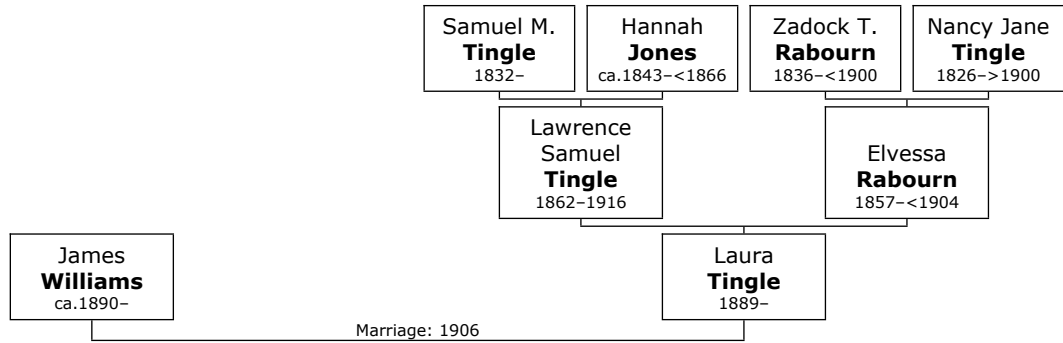 Samuel M.
Tingle
1832–
Hannah
Jones
ca.1843–<1866
Zadock T.
Rabourn
1836–<1900
Nancy Jane
Tingle
1826–>1900
Lawrence
Samuel
Tingle
1862–1916
Elvessa
Rabourn
1857–<1904
James
Williams
ca.1890–
Laura
Tingle
1889–
Marriage: 1906